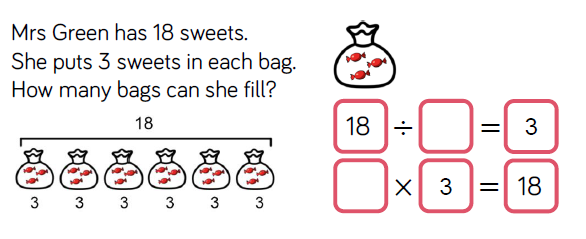 Mrs Green has 18 sweets.
She puts 3 sweets in each bag.
How many bags can she fill?
18
3 3 3 3 3 3
18 ÷ = 3
× 3 = 18